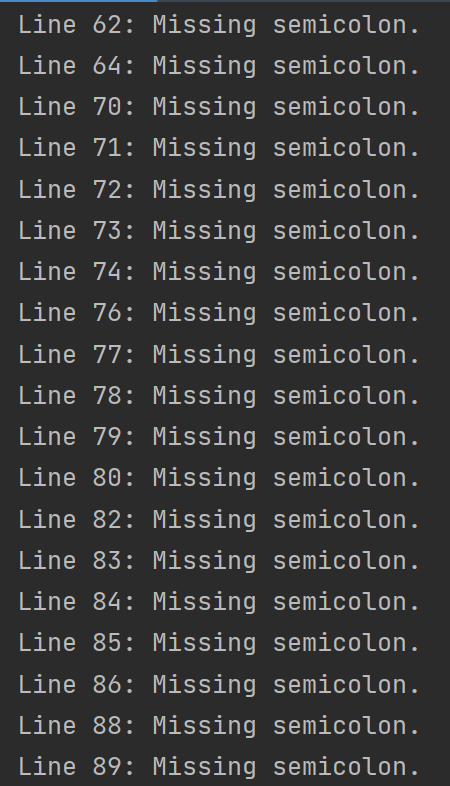 Line 62: Missing semicolon.
Line 64: Missing semicolon.
Line 70: Missing semicolon.
Line 71: Missing semicolon.
Line 72: Missing semicolon.
Line 73: Missing semicolon.
Line 74: Missing semicolon.
Line 76: Missing semicolon.
Line 77: Missing semicolon.
Line 78: Missing semicolon.
Line 79: Missing semicolon.
Line 80: Missing semicolon.
Line 82: Missing semicolon.
Line 83: Missing semicolon.
Line 84: Missing semicolon.
Line 85: Missing semicolon.
Line 86: Missing semicolon.
Line 88: Missing semicolon.
Line 89: Missing semicolon.